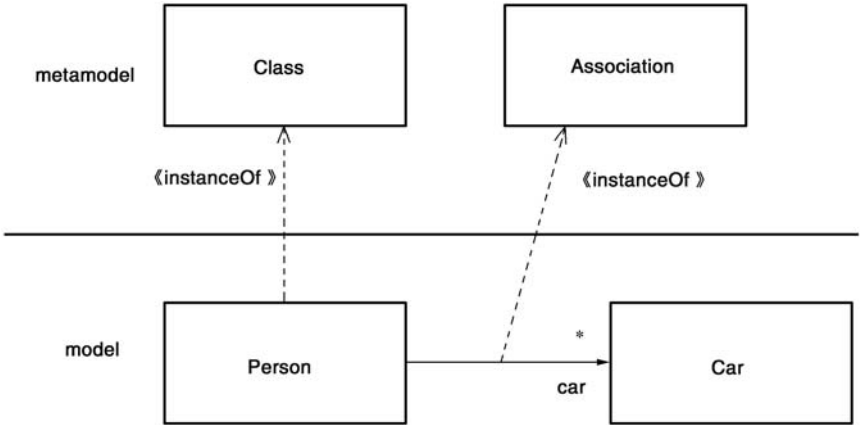 Class
Association
metamodel
《instanceOf 》
《instanceOf 》
model
Person
*
car
Car